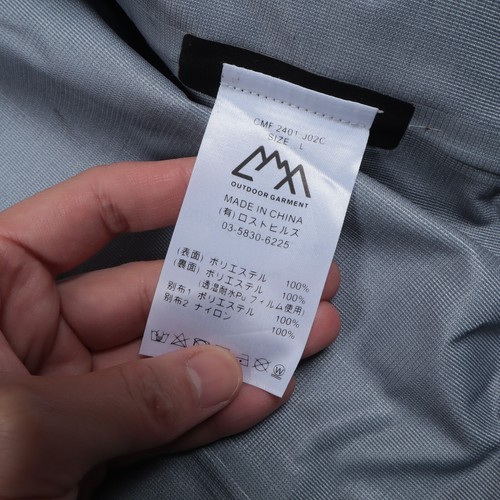 CMF 2401 J02C
SIZE L
OUTDOOR GARMENT
MADE IN CHINA
(有)ロストヒルズ
03-5830-6225
(表面) ポリエステル 100%
(裏面) ポリエステル 100%
(透湿耐水Puフィルム使用)
別布1 ポリエステル 100%
別布2 ナイロン 100%
W